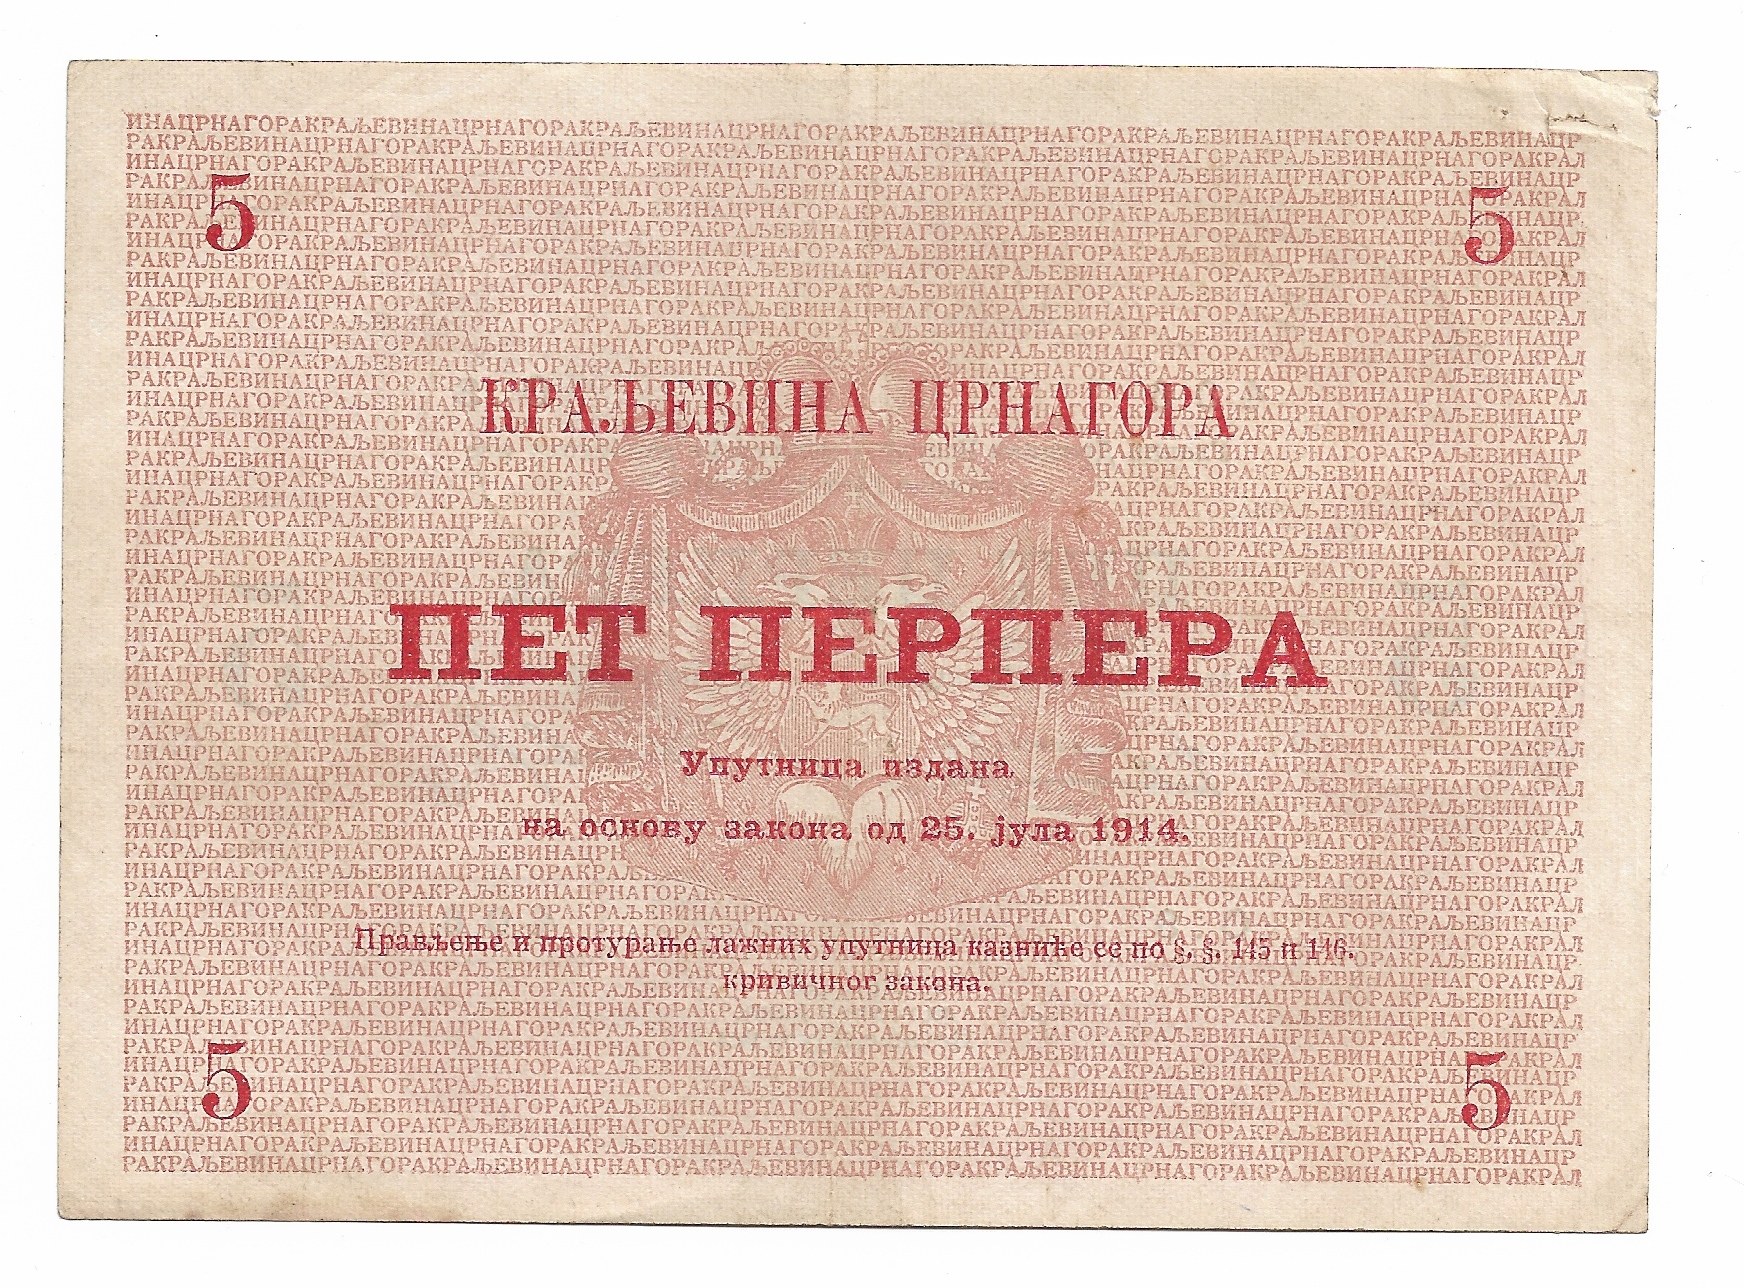 5 5
КРАЉЕВИНА ЦРНАГОРА
ПЕТ ПЕРПЕРА
Упутница издана
на основу закона од 25. јула 1914.
Прављење и протурање лажних упутница казниће се по §. §. 145 и 146.
кривичног закона.
5 5